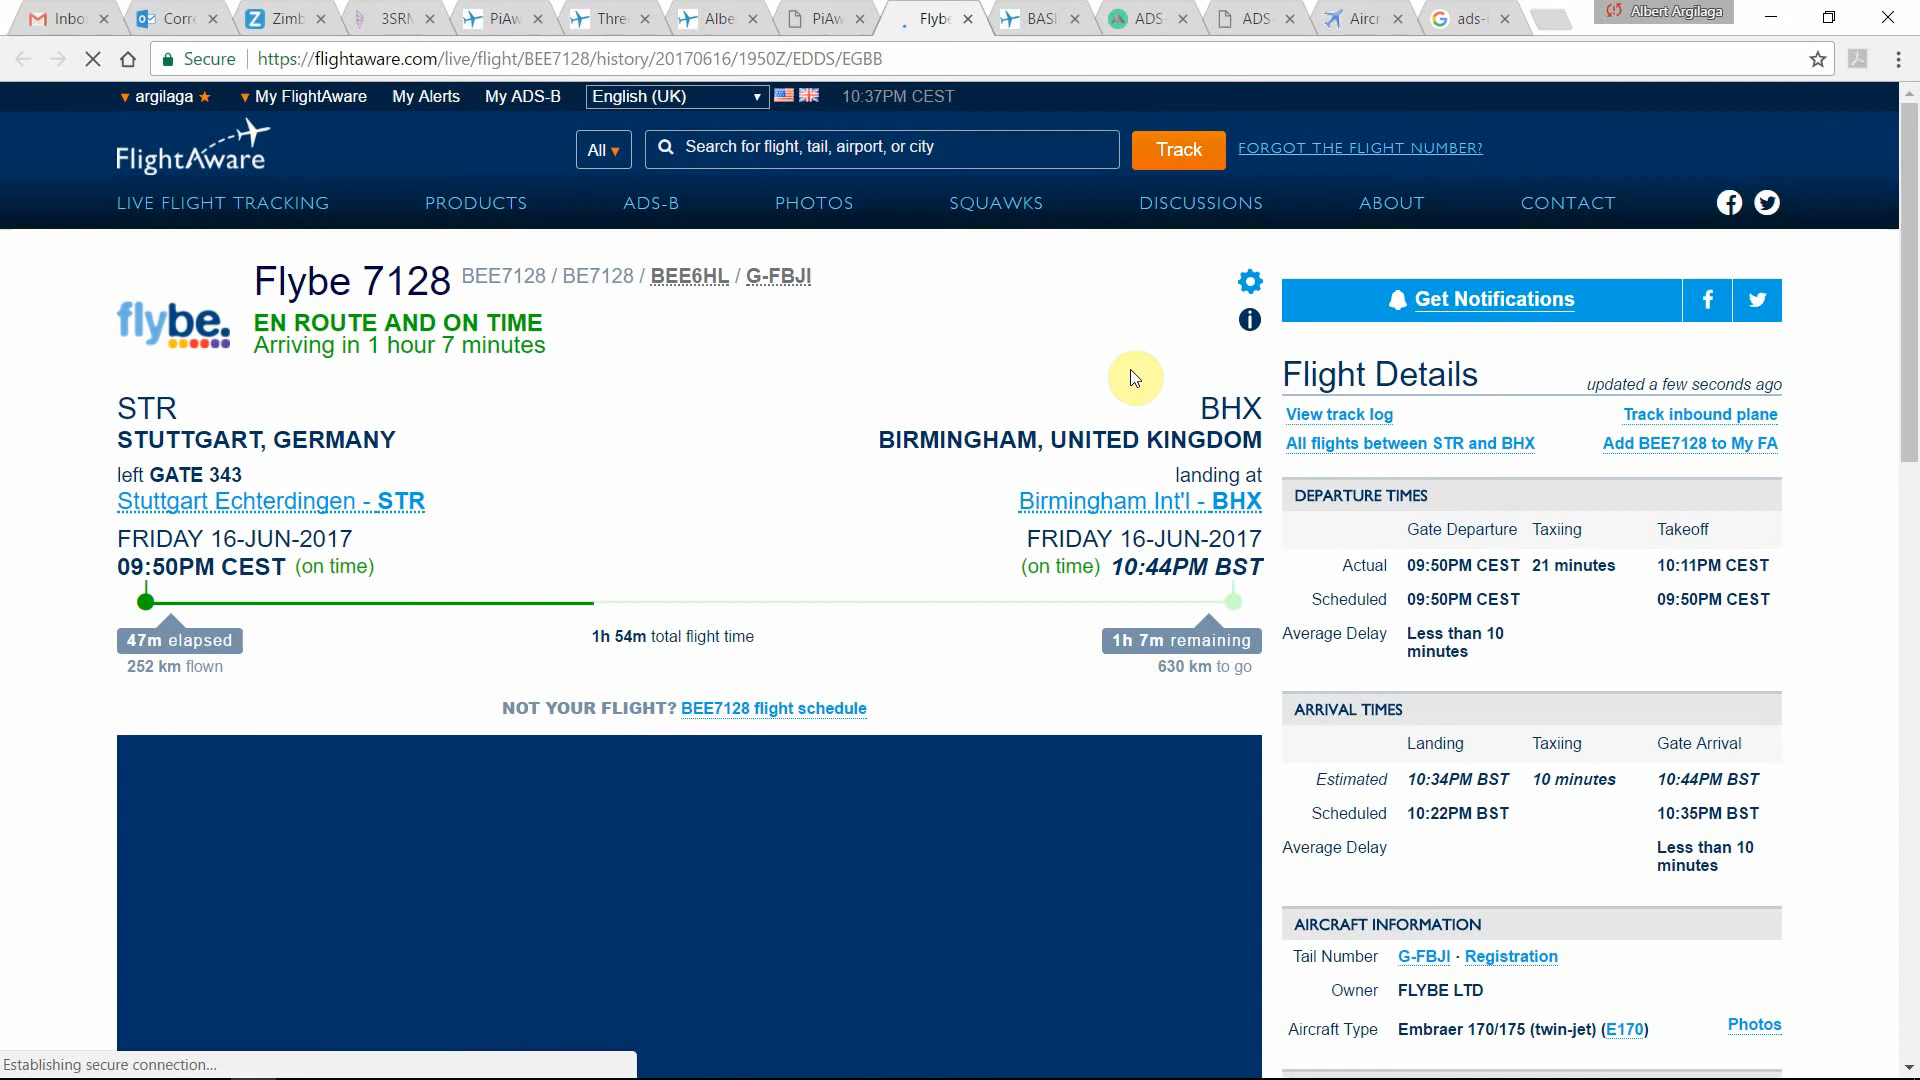 Inbo
Corre
Zimb
3SRM
PiAw
Thre
Albe
PiAw
Flybe
BASI
ADS
ADS-
Aircr
ads-
Albert Argilaga
Secure
https://flightaware.com/live/flight/BEE7128/history/20170616/1950Z/EDDS/EGBB
argilaga
My FlightAware
My Alerts
My ADS-B
English (UK)
10:37PM CEST
FlightAware
All
Search for flight, tail, airport, or city
Track
FORGOT THE FLIGHT NUMBER?
LIVE FLIGHT TRACKING
PRODUCTS
ADS-B
PHOTOS
SQUAWKS
DISCUSSIONS
ABOUT
CONTACT
flybe.
Flybe 7128 BEE7128 / BE7128 / BEE6HL / G-FBJI
EN ROUTE AND ON TIME
Arriving in 1 hour 7 minutes
STR
STUTTGART, GERMANY
left GATE 343
Stuttgart Echterdingen - STR
FRIDAY 16-JUN-2017
09:50PM CEST (on time)
BHX
BIRMINGHAM, UNITED KINGDOM
landing at
Birmingham Int'l - BHX
FRIDAY 16-JUN-2017
(on time) 10:44PM BST
47m elapsed
252 km flown
1h 54m total flight time
1h 7m remaining
630 km to go
NOT YOUR FLIGHT? BEE7128 flight schedule
Get Notifications
Flight Details
updated a few seconds ago
View track log
Track inbound plane
All flights between STR and BHX
Add BEE7128 to My FA
DEPARTURE TIMES
Gate Departure Taxiing Takeoff
Actual 09:50PM CEST 21 minutes 10:11PM CEST
Scheduled 09:50PM CEST 09:50PM CEST
Average Delay Less than 10
minutes
ARRIVAL TIMES
Landing Taxiing Gate Arrival
Estimated 10:34PM BST 10 minutes 10:44PM BST
Scheduled 10:22PM BST 10:35PM BST
Average Delay Less than 10
minutes
AIRCRAFT INFORMATION
Tail Number G-FBJI · Registration
Owner FLYBE LTD
Aircraft Type Embraer 170/175 (twin-jet) (E170)
Photos
Establishing secure connection...